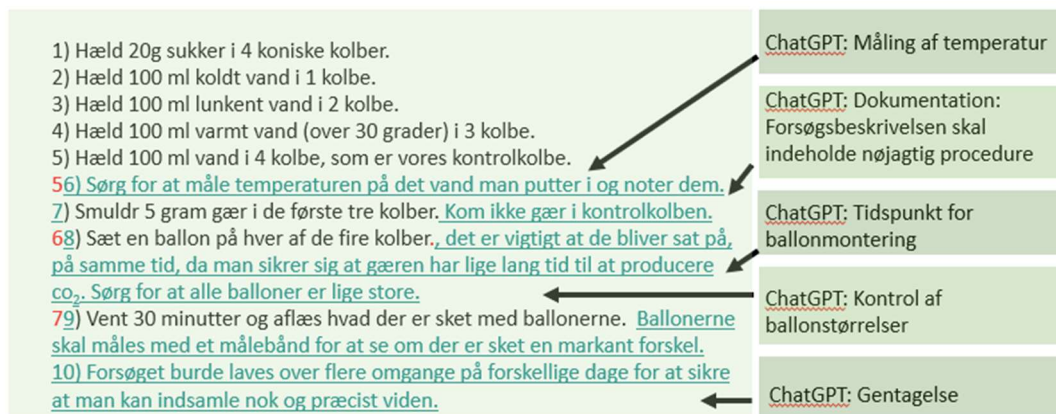 1) Hæld 20g sukker i 4 koniske kolber.
2) Hæld 100 ml koldt vand i 1 kolbe.
3) Hæld 100 ml lunkent vand i 2 kolbe.
4) Hæld 100 ml varmt vand (over 30 grader) i 3 kolbe.
5) Hæld 100 ml vand i 4 kolbe, som er vores kontrolkolbe.
56) Sørg for at måle temperaturen på det vand man putter i og noter dem.
7) Smuldr 5 gram gær i de første tre kolber. Kom ikke gær i kontrolkolben.
68) Sæt en ballon på hver af de fire kolber., det er vigtigt at de bliver sat på,
på samme tid, da man sikrer sig at gæren har lige lang tid til at producere
co₂. Sørg for at alle balloner er lige store.
79) Vent 30 minutter og aflæs hvad der er sket med ballonerne. Ballonerne
skal måles med et målebånd for at se om der er sket en markant forskel.
10) Forsøget burde laves over flere omgange på forskellige dage for at sikre
at man kan indsamle nok og præcist viden.
ChatGPT: Måling af temperatur
ChatGPT: Dokumentation:
Forsøgsbeskrivelsen skal
indeholde nøjagtig procedure
ChatGPT: Tidspunkt for
ballonmontering
ChatGPT: Kontrol af
ballonstørrelser
ChatGPT: Gentagelse